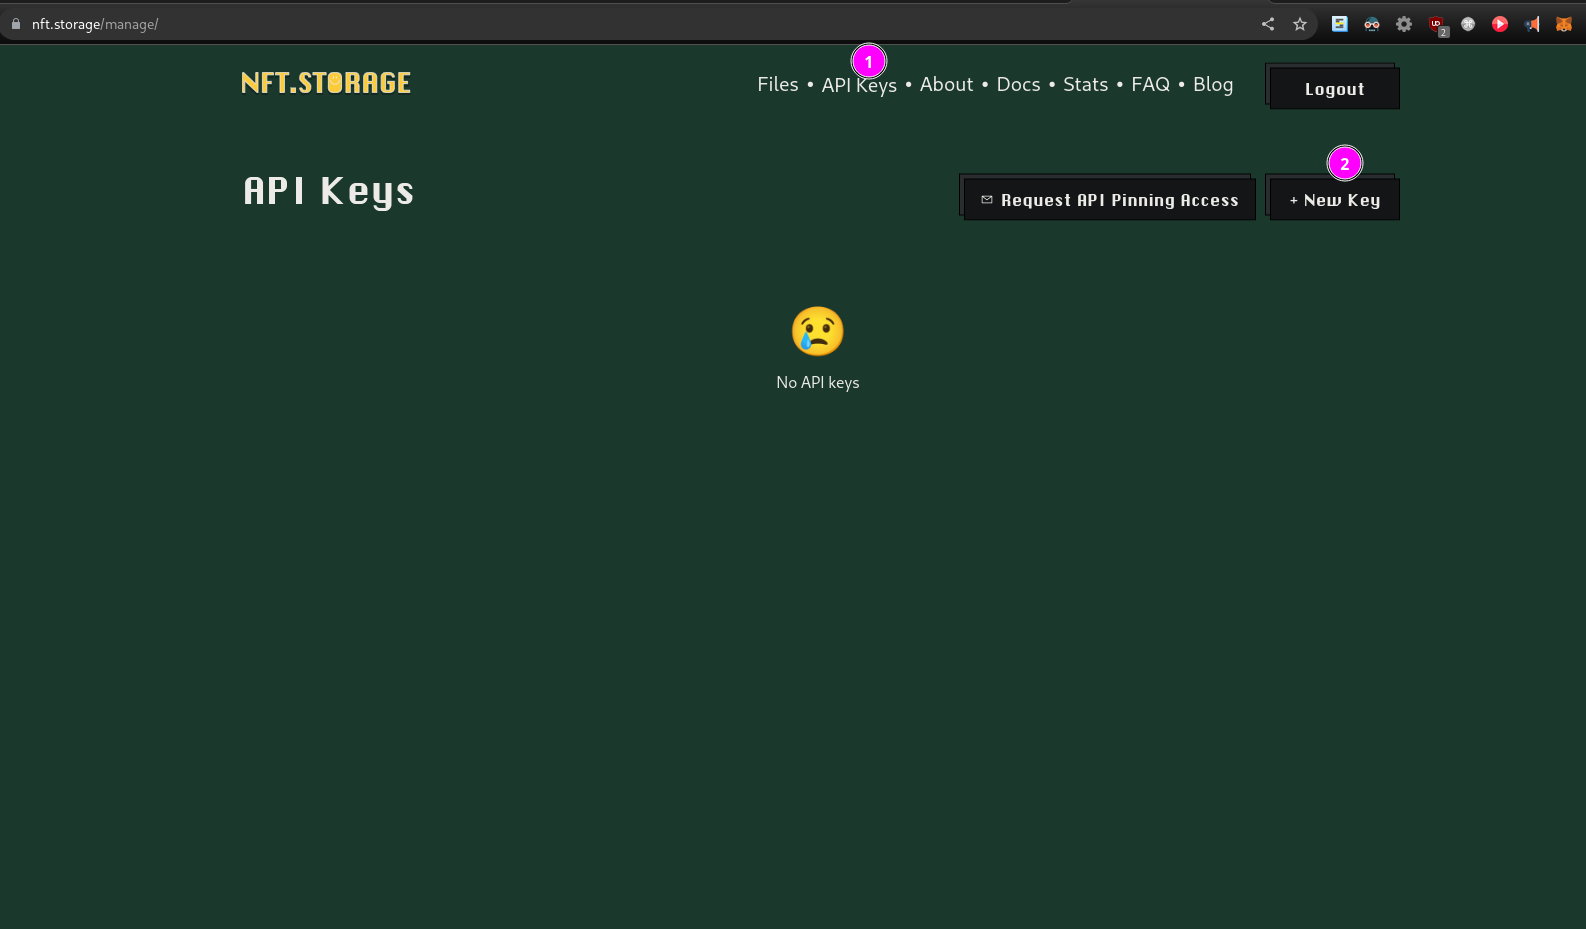 nft.storage/manage/
2
NFT.STORAGE
1
Files • API Keys • About • Docs • Stats • FAQ • Blog
Logout
API Keys
2
Request API Pinning Access
+ New Key
No API keys